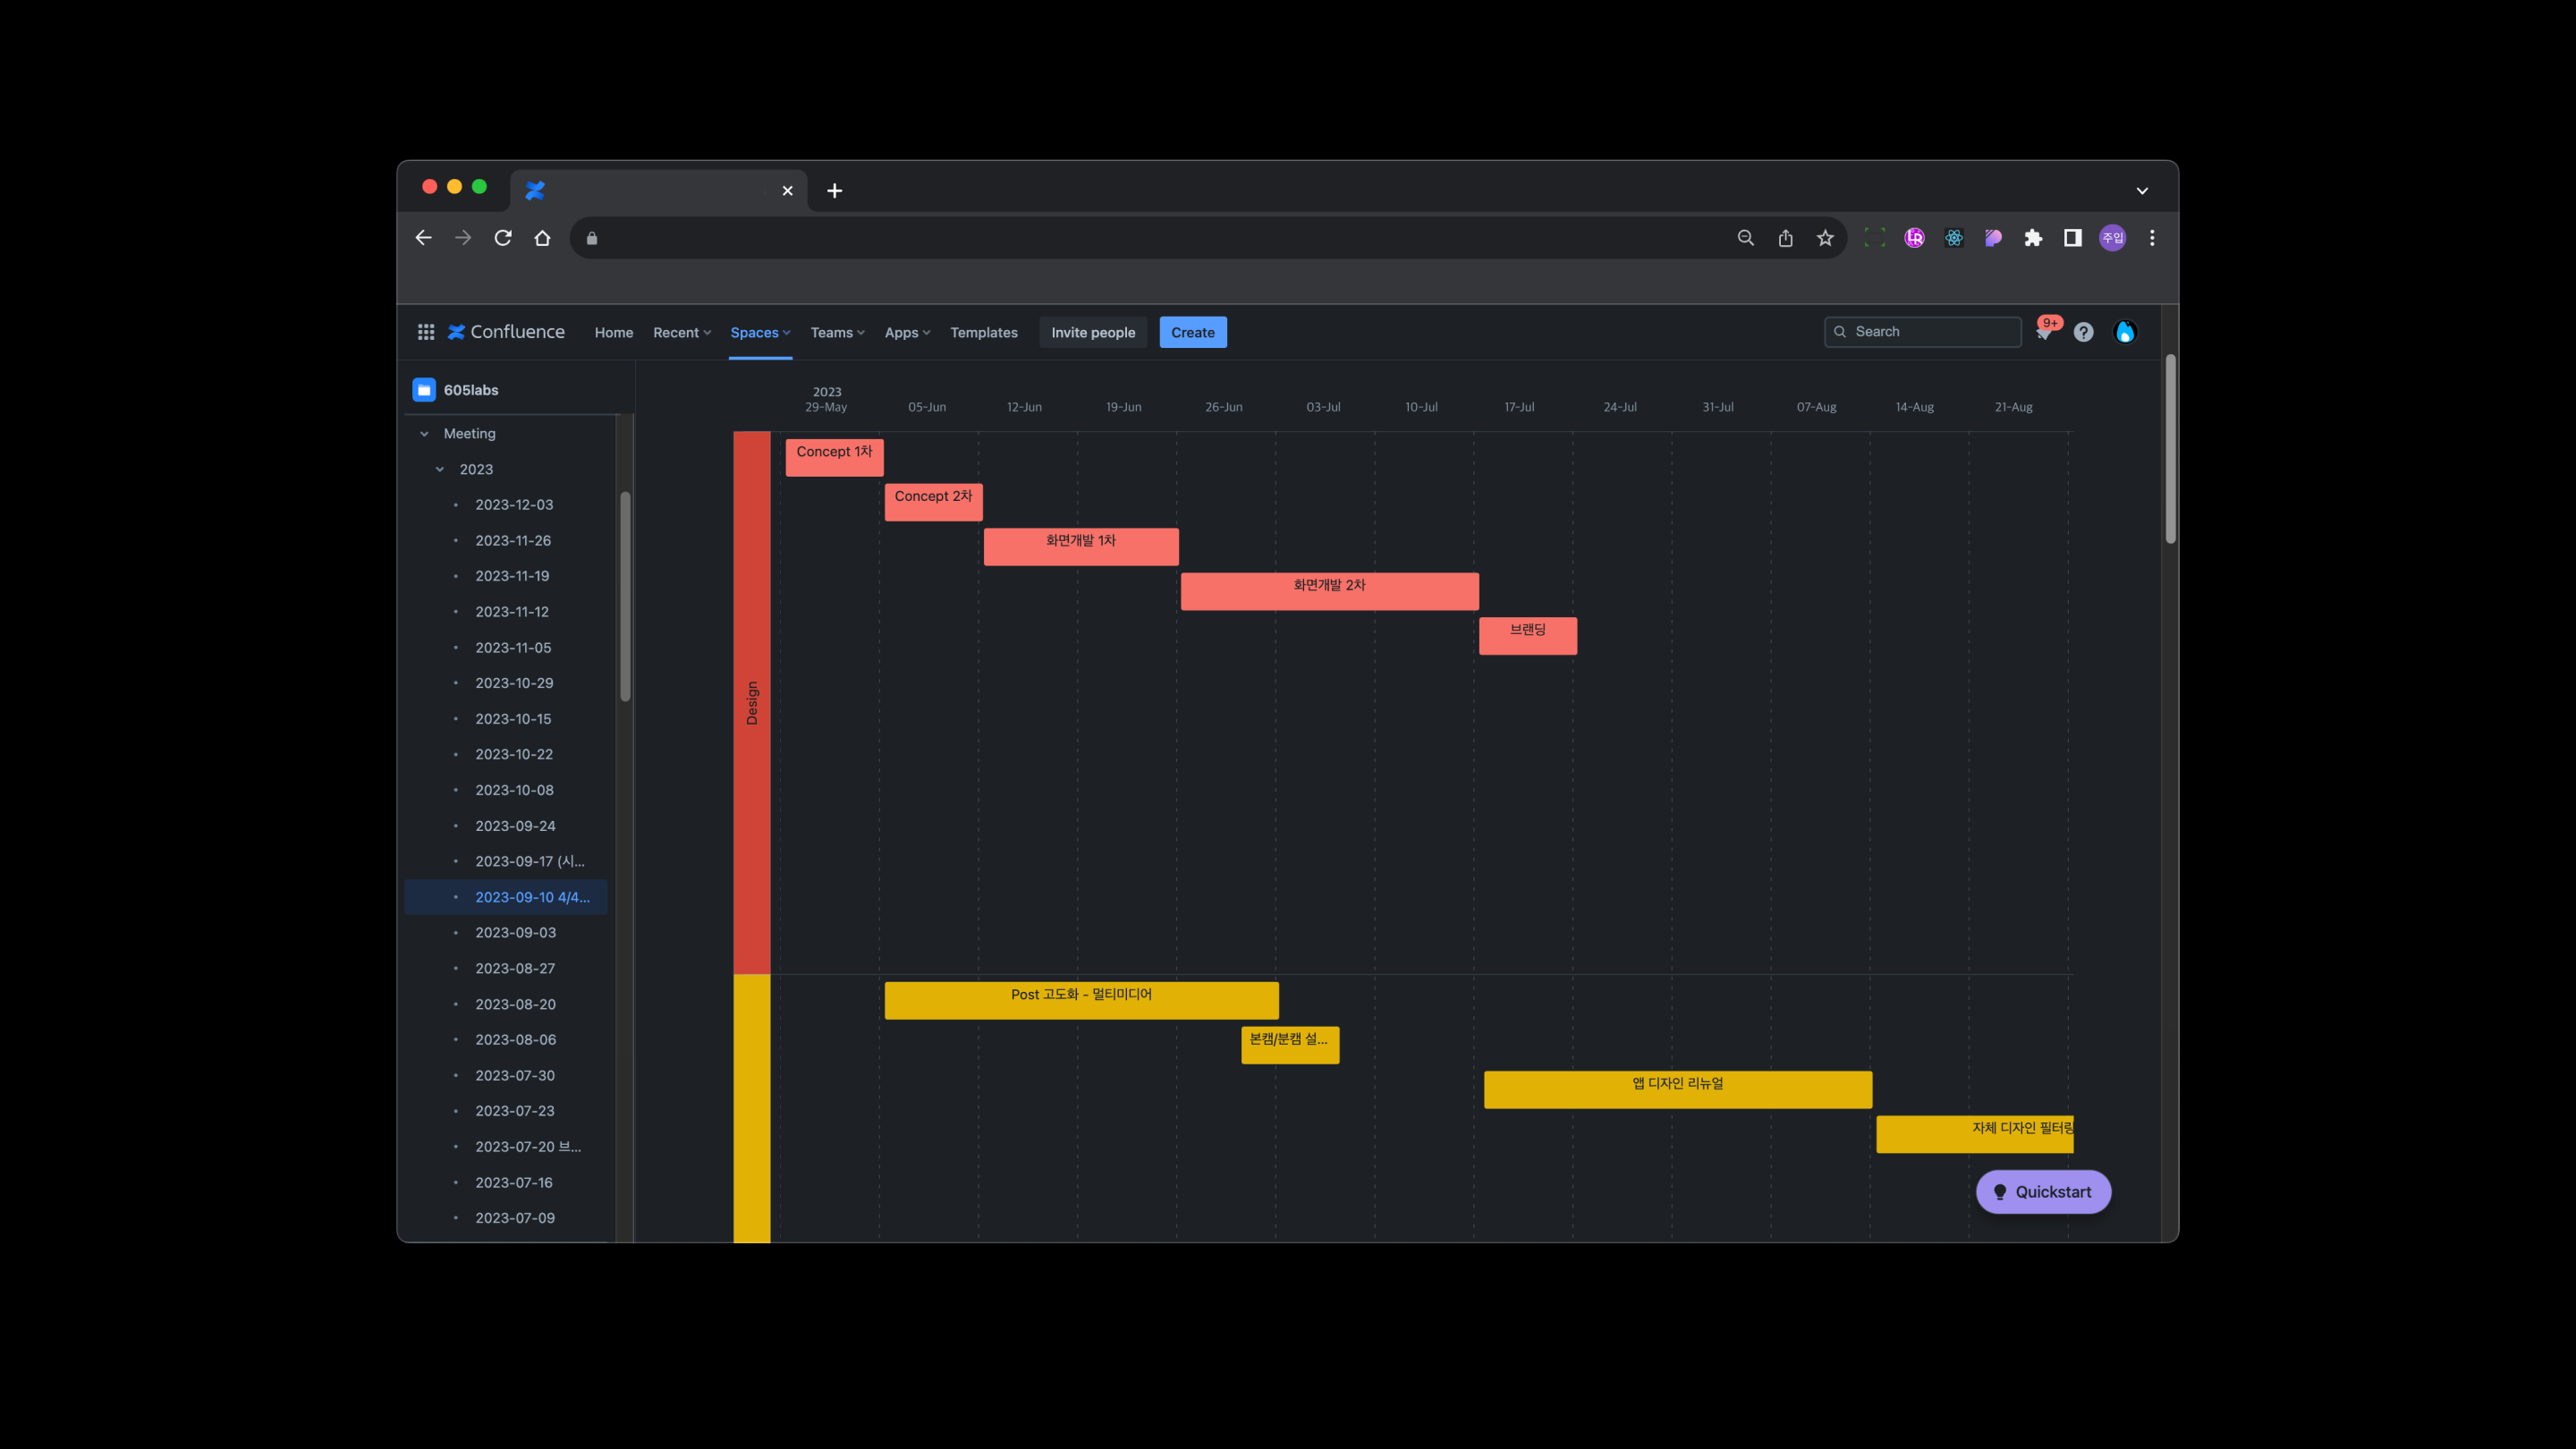 주입
Confluence
Home
Recent
Spaces
Teams
Apps
Templates
Invite people
Create
Search
9+
605labs
Meeting
2023
2023-12-03
2023-11-26
2023-11-19
2023-11-12
2023-11-05
2023-10-29
2023-10-15
2023-10-22
2023-10-08
2023-09-24
2023-09-17 (시...
2023-09-10 4/4...
2023-09-03
2023-08-27
2023-08-20
2023-08-06
2023-07-30
2023-07-23
2023-07-20 브...
2023-07-16
2023-07-09
2023
29-May
05-Jun
12-Jun
19-Jun
26-Jun
03-Jul
10-Jul
17-Jul
24-Jul
31-Jul
07-Aug
14-Aug
21-Aug
Design
Concept 1차
Concept 2차
화면개발 1차
화면개발 2차
브랜딩
Post 고도화 - 멀티미디어
본캠/분캠 설...
앱 디자인 리뉴얼
자체 디자인 필터링
Quickstart